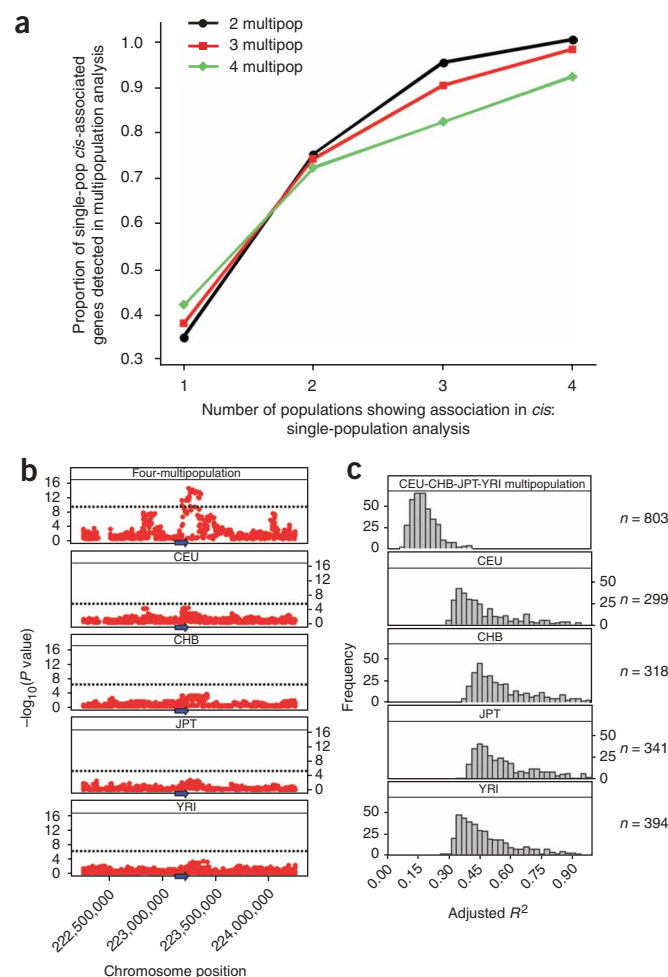 a
2 multipop
3 multipop
4 multipop
1.0
0.9
0.8
0.7
0.5
0.4
0.3
Proportion of single-pop cis-associated
genes detected in multipopulation analysis
1 2 3 4
Number of populations showing association in cis:
single-population analysis
b
Four-multipopulation
16
12
8
4
0
CEU
16
12
8
4
0
CHB
16
12
8
4
0
JPT
16
12
8
4
0
YRI
16
12
8
4
0
–log10(P value)
222,500,000
223,000,000
223,500,000
224,000,000
Chromosome position
c
CEU-CHB-JPT-YRI multipopulation
50
25
0
n = 803
CEU
50
25
0
n = 299
CHB
50
25
0
n = 318
JPT
50
25
0
n = 341
YRI
50
25
0
n = 394
Frequency
0.00
0.15
0.30
0.45
0.60
0.75
0.90
Adjusted R2